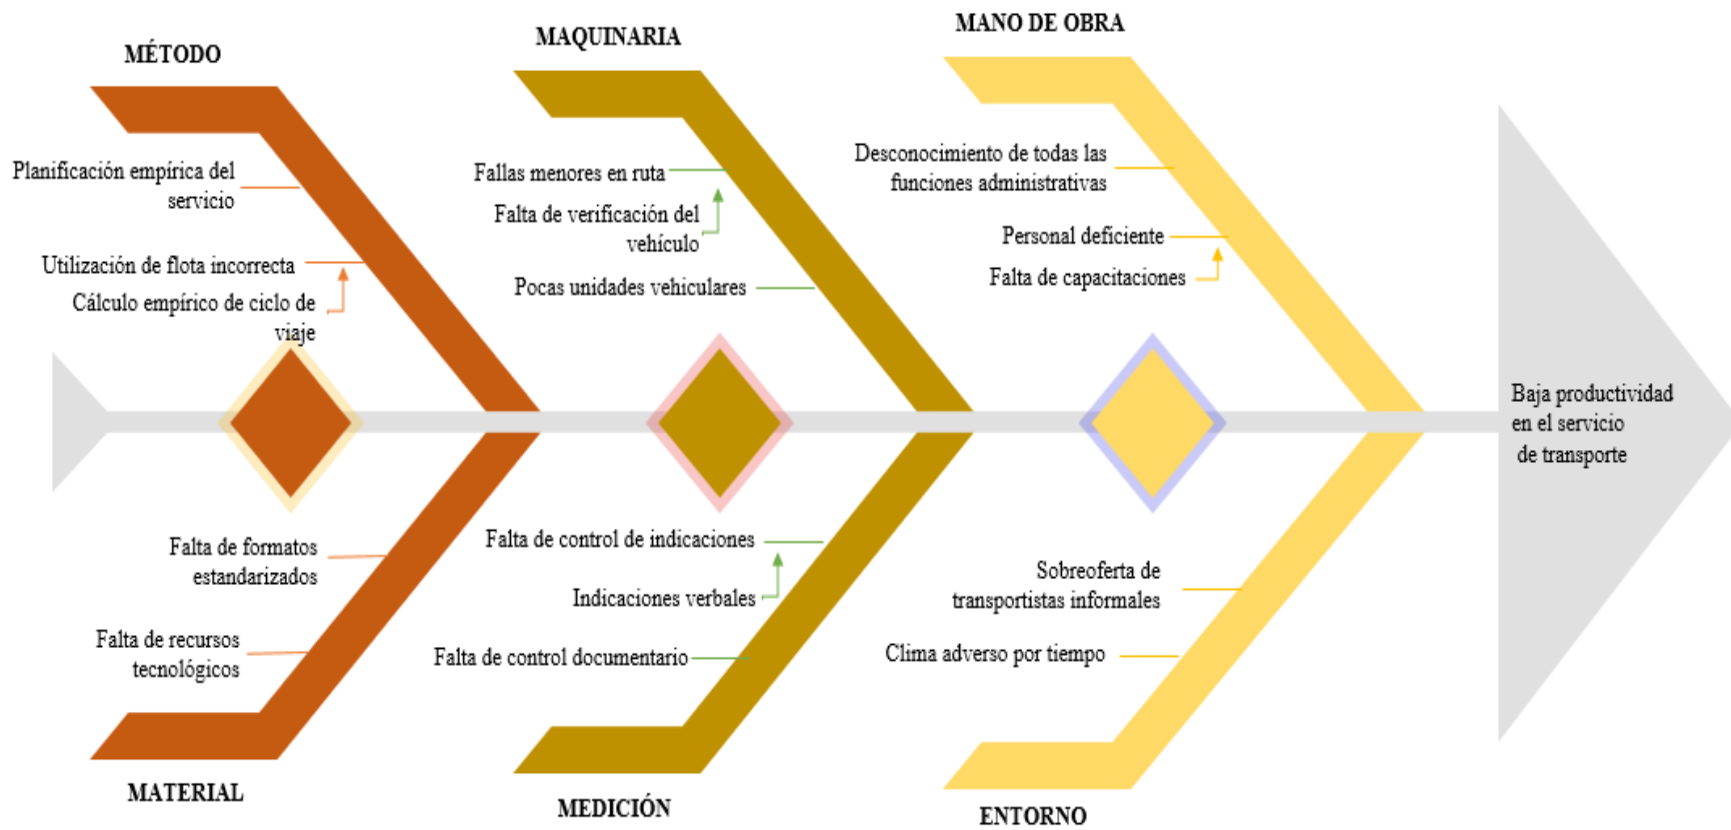 MÉTODO
Planificación empírica del
servicio
Utilización de flota incorrecta
Cálculo empírico de ciclo de
viaje
MAQUINARIA
Fallas menores en ruta
Falta de verificación del
vehículo
Pocas unidades vehiculares
MANO DE OBRA
Desconocimiento de todas las
funciones administrativas
Personal deficiente
Falta de capacitaciones
Baja productividad
en el servicio
de transporte
Falta de formatos
estandarizados
Falta de recursos
tecnológicos
MATERIAL
Falta de control de indicaciones
Indicaciones verbales
Falta de control documentario
MEDICIÓN
Sobreoferta de
transportistas informales
Clima adverso por tiempo
ENTORNO